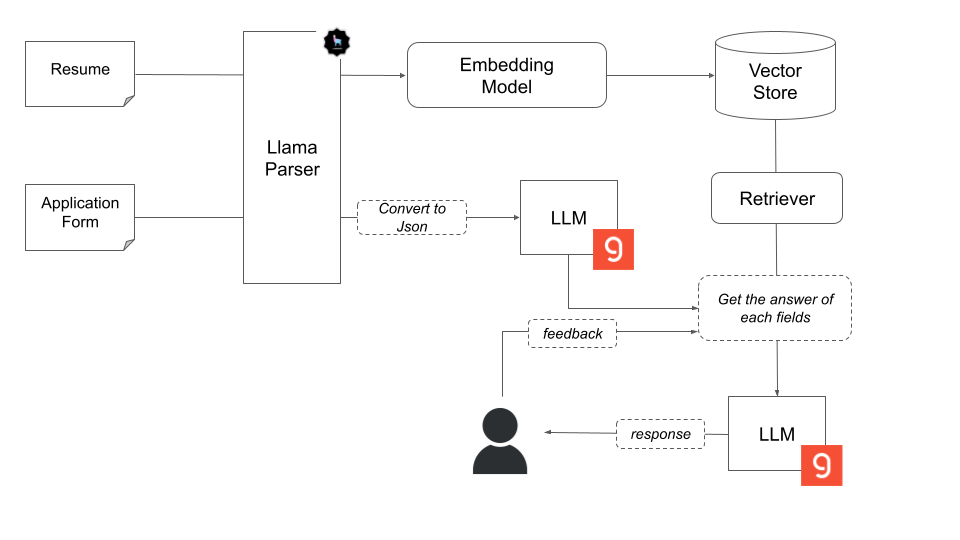 Resume
Llama
Parser
Embedding
Model
Vector
Store
Application
Form
Convert to
Json
LLM
Retriever
Get the answer of
each fields
feedback
response
LLM